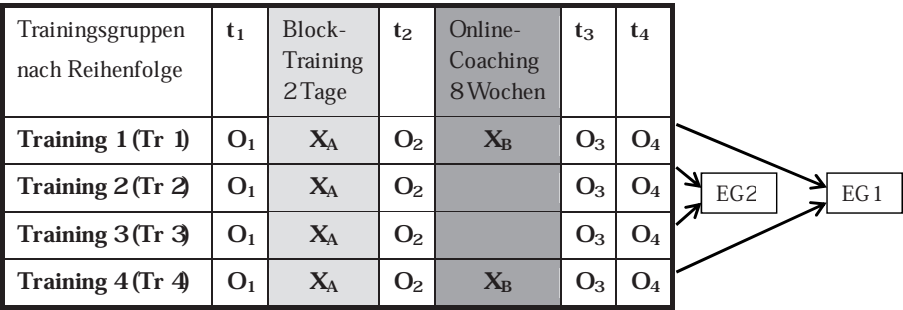 Trainingsgruppen nach Reihenfolge t₁ Block-Training 2 Tage t₂ Online-Coaching 8 Wochen t₃ t₄
Training 1 (Tr 1) O₁ X_A O₂ X_B O₃ O₄
Training 2 (Tr 2) O₁ X_A O₂ O₃ O₄
EG2 EG1
Training 3 (Tr 3) O₁ X_A O₂ O₃ O₄
Training 4 (Tr 4) O₁ X_A O₂ X_B O₃ O₄